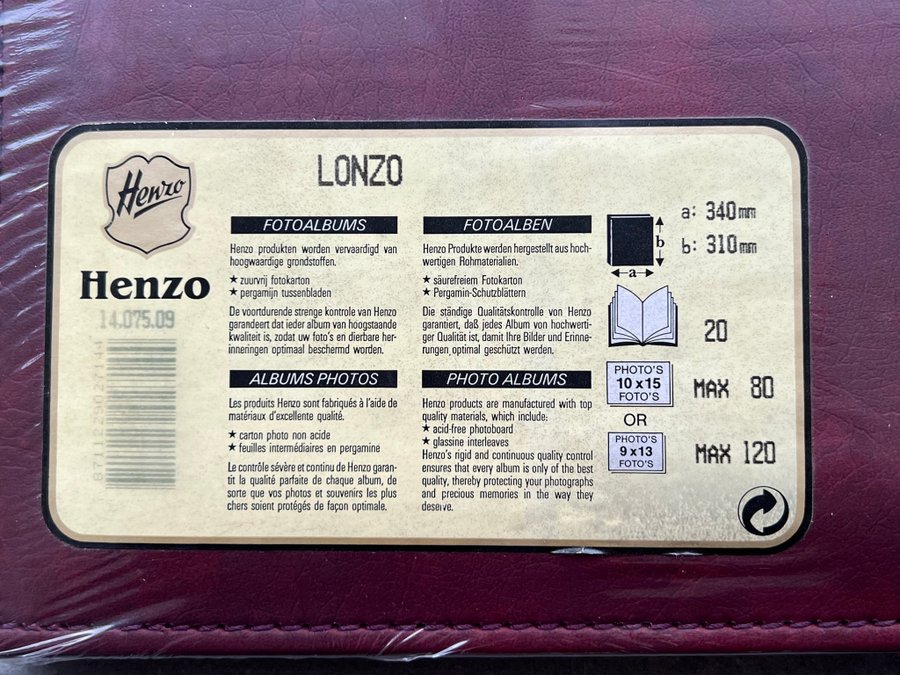 Henzo
LONZO
Henzo
14.075.09
FOTOALBUMS
Henzo produkten worden vervaardigd van
hoogwaardige grondstoffen.
★ zuurvrij fotokarton
★ pergamijn tussenbladen
De voortdurende strenge kontrole van Henzo
garandeert dat ieder album van hoogstaande
kwaliteit is, zodat uw foto's en dierbare her-
inneringen optimaal beschermd worden.
FOTOALBEN
Henzo Produkte werden hergestellt aus hoch-
wertigen Rohmaterialien.
★ säurefreiem Fotokarton
★ Pergamin-Schutzblättern
Die ständige Qualitätskontrolle von Henzo
garantiert, daß jedes Album von hochwerti-
ger Qualität ist, damit Ihre Bilder und Erinne-
rungen optimal geschützt werden.
ALBUMS PHOTOS
Les produits Henzo sont fabriqués à l'aide de
matériaux d'excellente qualité.
★ carton photo non acide
★ feuilles intermédiaires en pergamine
Le contrôle sévère et continu de Henzo garan-
tit la qualité parfaite de chaque album, de
sorte que vos photos et souvenirs les plus
chers soient protégés de façon optimale.
PHOTO ALBUMS
Henzo products are manufactured with top
quality materials, which include:
★ acid-free photoboard
★ glassine interleaves
Henzo's rigid and continuous quality control
ensures that every album is only of the best
quality, thereby protecting your photographs
and precious memories in the way they
deserve.
b
a
a: 340mm
b: 310mm
20
PHOTO'S
10 x 15
FOTO'S
MAX 80
OR
PHOTO'S
9 x 13
FOTO'S
MAX 120